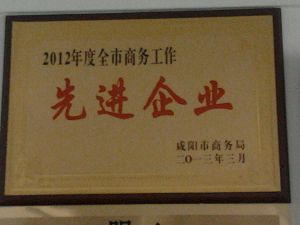 2012年度全市商务工作
先进企业
咸阳市商务局
二〇一三年三月